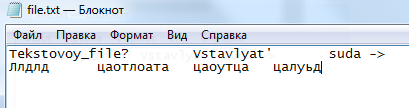 file.txt — Блокнот
Файл Правка Формат Вид Справка
Tekstovoy_file? Vstavlyat' suda ->
Ллдлд цаотлоата цаоутца цалуьд